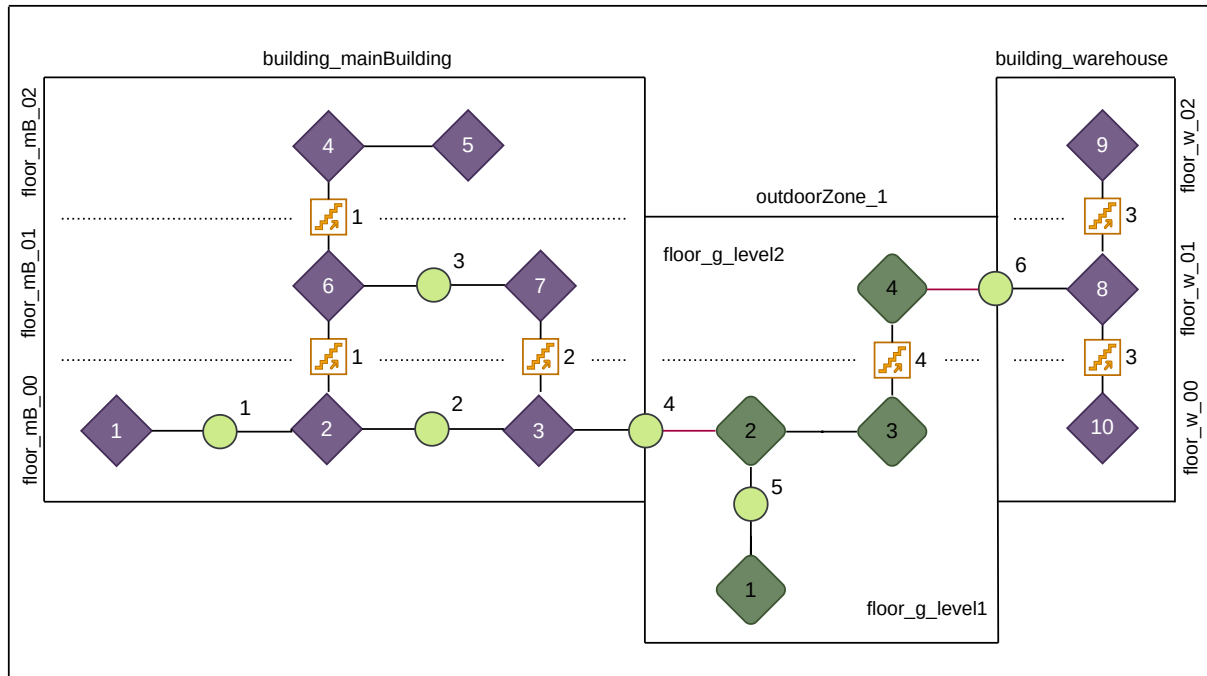 building_mainBuilding
building_warehouse
floor_mB_02
4
5
9
floor_w_02
1
outdoorZone_1
3
floor_mB_01
6
3
7
floor_g_level2
4
6
8
floor_w_01
1
2
4
3
floor_mB_00
1
1
2
2
3
4
2
3
10
floor_w_00
5
1
floor_g_level1